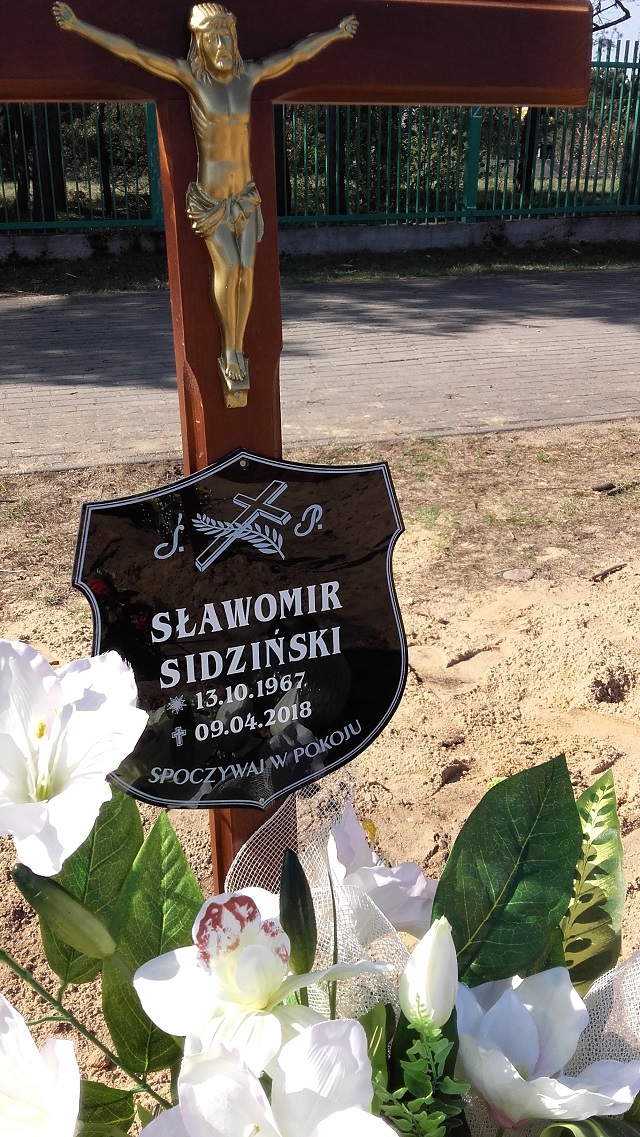 Ś. P.
SŁAWOMIR
SIDZIŃSKI
13.10.1967
09.04.2018
SPOCZYWAJ W POKOJU